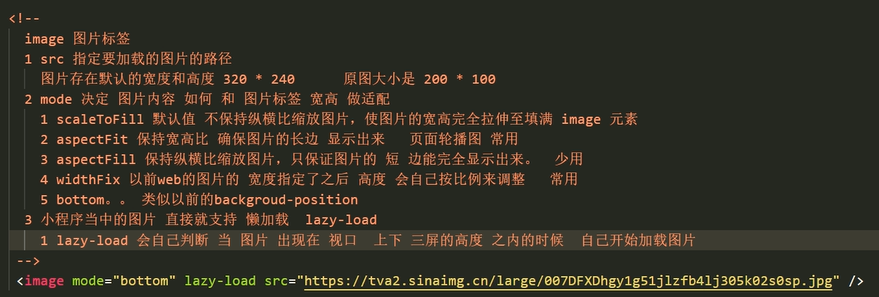 <!--
image 图片标签
1 src 指定要加载的图片的路径
图片存在默认的宽度和高度 320 * 240 原图大小是 200 * 100
2 mode 决定 图片内容 如何 和 图片标签 宽高 做适配
1 scaleToFill 默认值 不保持纵横比缩放图片，使图片的宽高完全拉伸至填满 image 元素
2 aspectFit 保持宽高比 确保图片的长边 显示出来 页面轮播图 常用
3 aspectFill 保持纵横比缩放图片，只保证图片的 短 边能完全显示出来。 少用
4 widthFix 以前web的图片的 宽度指定了之后 高度 会自己按比例来调整 常用
5 bottom。。 类似以前的backgroud-position
3 小程序当中的图片 直接就支持 懒加载 lazy-load
1 lazy-load 会自己判断 当 图片 出现在 视口 上下 三屏的高度 之内的时候 自己开始加载图片
-->
<image mode="bottom" lazy-load src="https://tva2.sinaimg.cn/large/007DFXDhgy1g51jlzfb4lj305k02s0sp.jpg" />